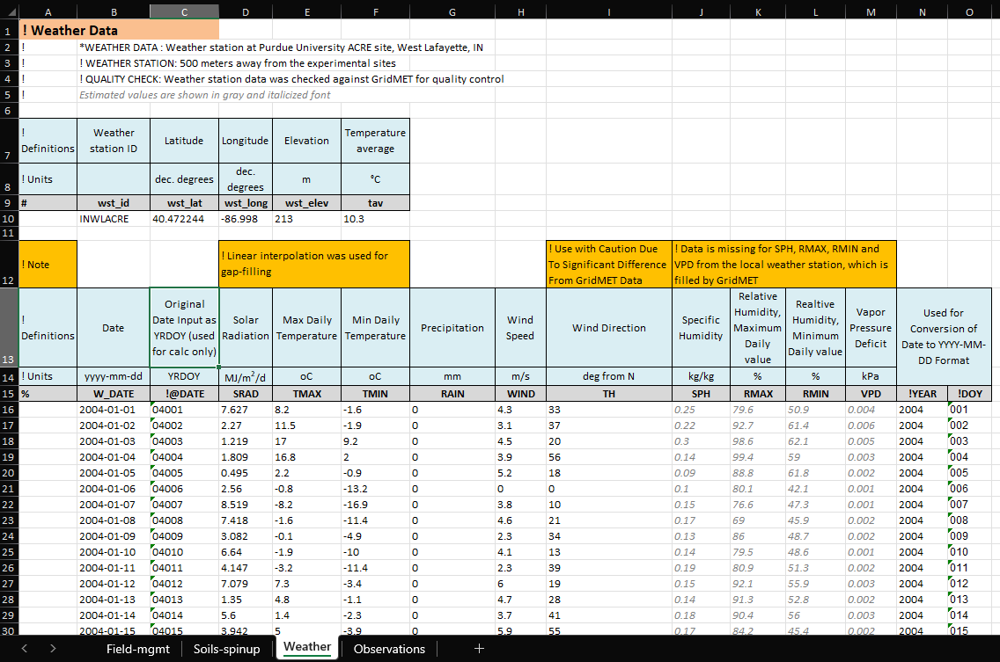 A B C D E F G H I J K L M N O
1 ! Weather Data
2 ! *WEATHER DATA : Weather station at Purdue University ACRE site, West Lafayette, IN
3 ! ! WEATHER STATION: 500 meters away from the experimental sites
4 ! ! QUALITY CHECK: Weather station data was checked against GridMET for quality control
5 ! Estimated values are shown in gray and italicized font
6
7 ! Definitions Weather station ID Latitude Longitude Elevation Temperature average
8 ! Units dec. degrees dec. degrees m °C
9 # wst_id wst_lat wst_long wst_elev tav
10 INWLACRE 40.472244 -86.998 213 10.3
11
12 ! Note ! Linear interpolation was used for gap-filling ! Use with Caution Due To Significant Difference From GridMET Data ! Data is missing for SPH, RMAX, RMIN and VPD from the local weather station, which is filled by GridMET
13 ! Definitions Date Original Date Input as YRDOY (used for calc only) Solar Radiation Max Daily Temperature Min Daily Temperature Precipitation Wind Speed Wind Direction Specific Humidity Relative Humidity, Maximum Daily value Realtive Humidity, Minimum Daily value Vapor Pressure Deficit Used for Conversion of Date to YYYY-MM-DD Format
14 ! Units yyyy-mm-dd YRDOY MJ/m²/d oC oC mm m/s deg from N kg/kg % % kPa
15 % W_DATE !@DATE SRAD TMAX TMIN RAIN WIND TH SPH RMAX RMIN VPD !YEAR !DOY
16 2004-01-01 04001 7.627 8.2 -1.6 0 4.3 33 0.25 79.6 50.9 0.004 2004 001
17 2004-01-02 04002 2.27 11.5 -1.9 0 3.1 37 0.22 92.7 61.4 0.006 2004 002
18 2004-01-03 04003 1.219 17 9.2 0 4.5 20 0.3 98.6 62.1 0.005 2004 003
19 2004-01-04 04004 1.809 16.8 2 0 3.9 56 0.14 99.4 59 0.003 2004 004
20 2004-01-05 04005 0.495 2.2 -0.9 0 5.2 18 0.09 88.8 61.8 0.002 2004 005
21 2004-01-06 04006 2.56 -0.8 -13.2 0 0 0 0.1 80.1 42.1 0.001 2004 006
22 2004-01-07 04007 8.519 -8.2 -16.9 0 3.8 10 0.15 76.6 47.3 0.001 2004 007
23 2004-01-08 04008 7.418 -1.6 -11.4 0 4.6 21 0.17 69 45.9 0.002 2004 008
24 2004-01-09 04009 3.082 -0.1 -4.9 0 2.3 34 0.13 86 48.7 0.002 2004 009
25 2004-01-10 04010 6.64 -1.9 -10 0 4.1 13 0.14 79.5 48.6 0.001 2004 010
26 2004-01-11 04011 4.147 -3.2 -11.4 0 2.3 39 0.19 80.9 51.3 0.002 2004 011
27 2004-01-12 04012 7.079 7.3 -3.4 0 6 19 0.15 92.1 55.9 0.003 2004 012
28 2004-01-13 04013 1.35 4.8 -1.1 0 4.7 28 0.14 91.3 52.8 0.002 2004 013
29 2004-01-14 04014 5.6 1.4 -2.3 0 3.7 41 0.18 90.4 56 0.003 2004 014
30 2004-01-15 04015 3.942 5 -3.9 0 5.9 55 0.17 84.2 45.4 0.002 2004 015
Field-mgmt Soils-spinup Weather Observations